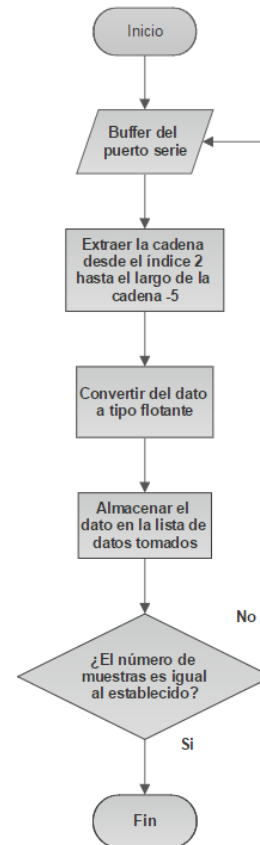 Inicio
Buffer del
puerto serie
Extraer la cadena
desde el índice 2
hasta el largo de la
cadena -5
Convertir del dato
a tipo flotante
Almacenar el
dato en la lista de
datos tomados
No
¿El número de
muestras es igual
al establecido?
Si
Fin